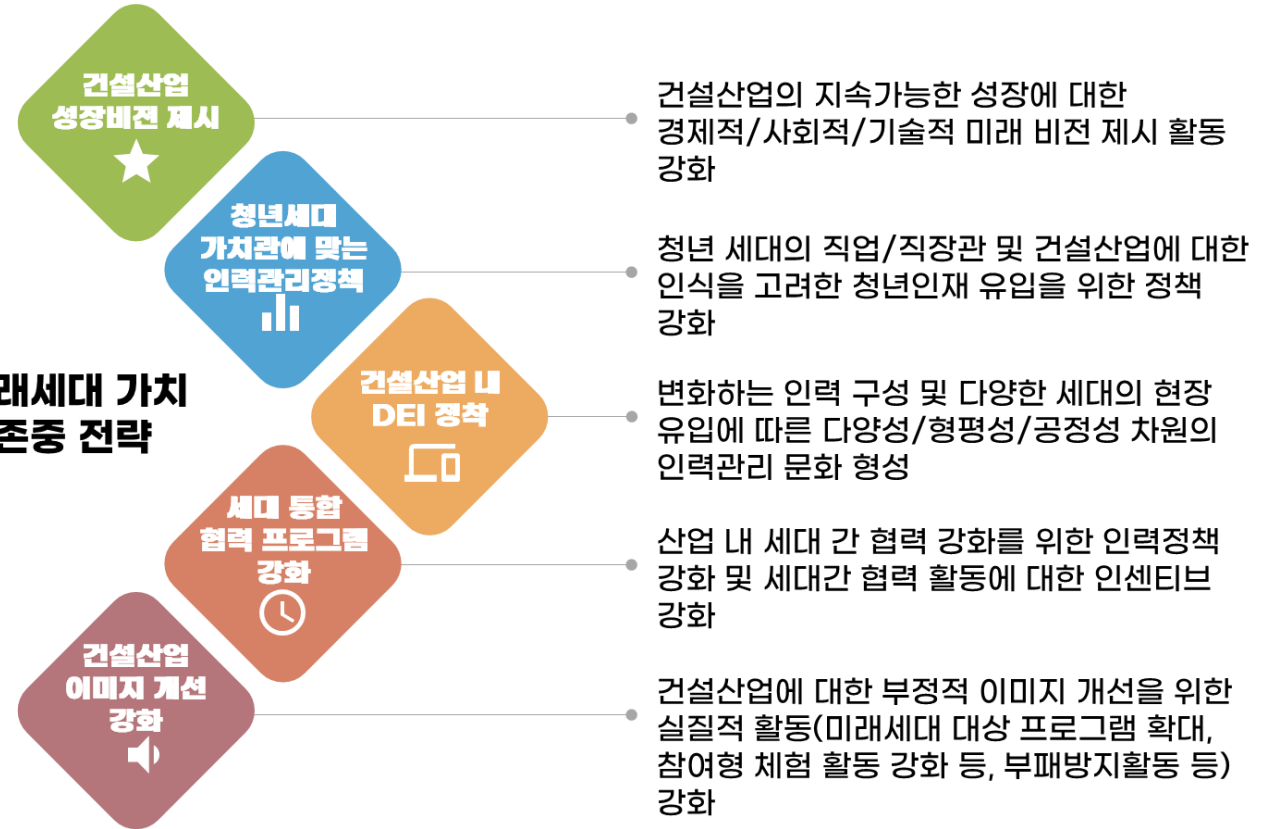 건설산업
성장비전 제시
건설산업의 지속가능한 성장에 대한
경제적/사회적/기술적 미래 비전 제시 활동
강화
청년세대
가치관에 맞는
인력관리정책
청년 세대의 직업/직장관 및 건설산업에 대한
인식을 고려한 청년인재 유입을 위한 정책
강화
래세대 가치
존중 전략
건설산업 내
DEI 정착
변화하는 인력 구성 및 다양한 세대의 현장
유입에 따른 다양성/형평성/공정성 차원의
인력관리 문화 형성
세대 통합
협력 프로그램
강화
산업 내 세대 간 협력 강화를 위한 인력정책
강화 및 세대간 협력 활동에 대한 인센티브
강화
건설산업
이미지 개선
강화
건설산업에 대한 부정적 이미지 개선을 위한
실질적 활동(미래세대 대상 프로그램 확대,
참여형 체험 활동 강화 등, 부패방지활동 등)
강화